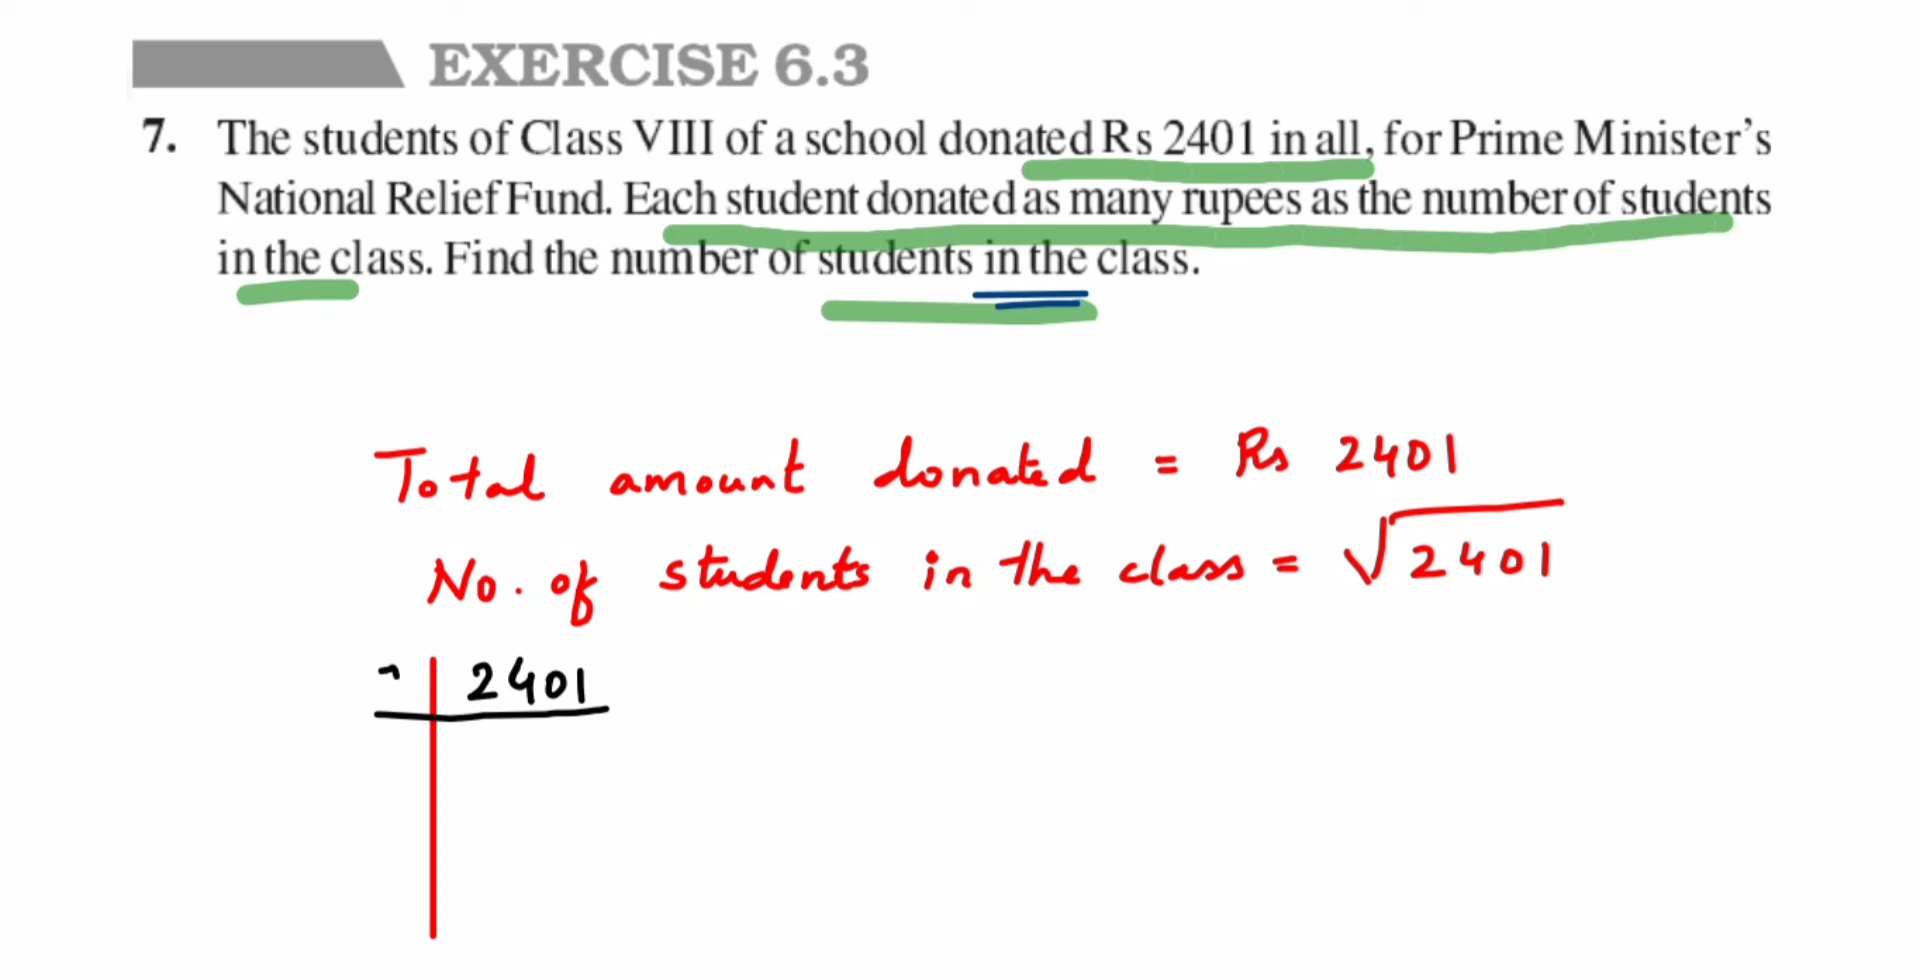 EXERCISE 6.3
7. The students of Class VIII of a school donated Rs 2401 in all, for Prime Minister’s
National Relief Fund. Each student donated as many rupees as the number of students
in the class. Find the number of students in the class.
Total amount donated = Rs 2401
No. of students in the class = √2401
2401